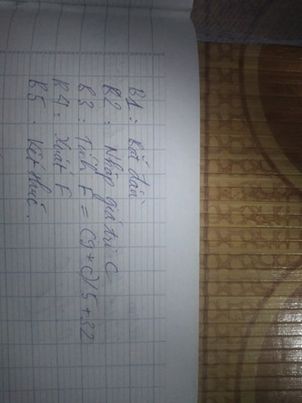 B1: Bắt đầu
B2: Nhập giá trị C
B3: Tính F = (9*C)/5+32
B4: Xuất F
B5: Kết thúc.